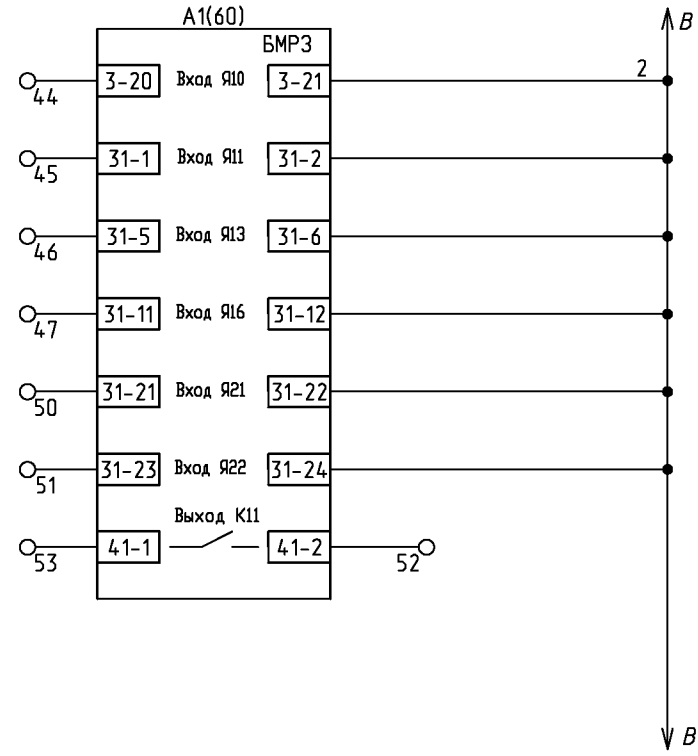 А1(60)
В
БМРЗ
3-20 Вход Я10 3-21 2
44
31-1 Вход Я11 31-2
45
31-5 Вход Я13 31-6
46
31-11 Вход Я16 31-12
47
31-21 Вход Я21 31-22
50
31-23 Вход Я22 31-24
51
Выход К11
41-1 41-2
53 52
В